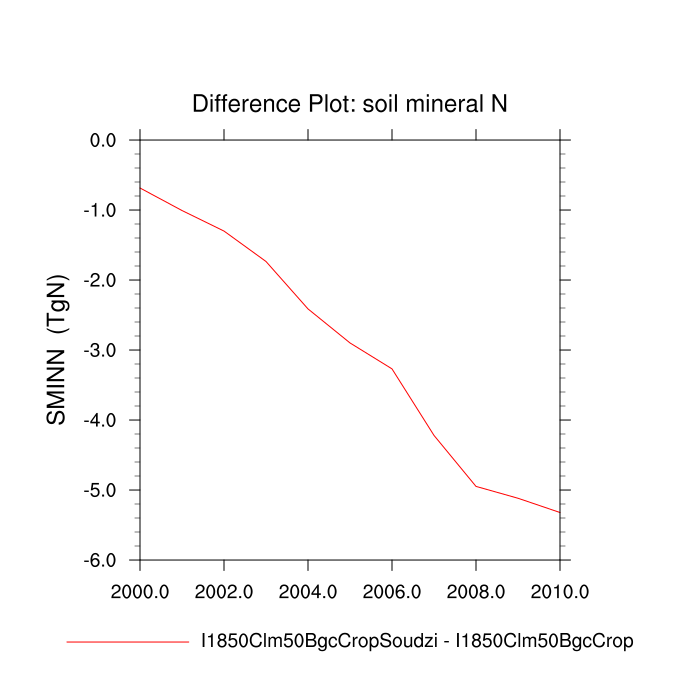 Difference Plot: soil mineral N
0.0
-1.0
-2.0
-3.0
-4.0
-5.0
-6.0
SMINN (TgN)
2000.0 2002.0 2004.0 2006.0 2008.0 2010.0
I1850Clm50BgcCropSoudzi - I1850Clm50BgcCrop